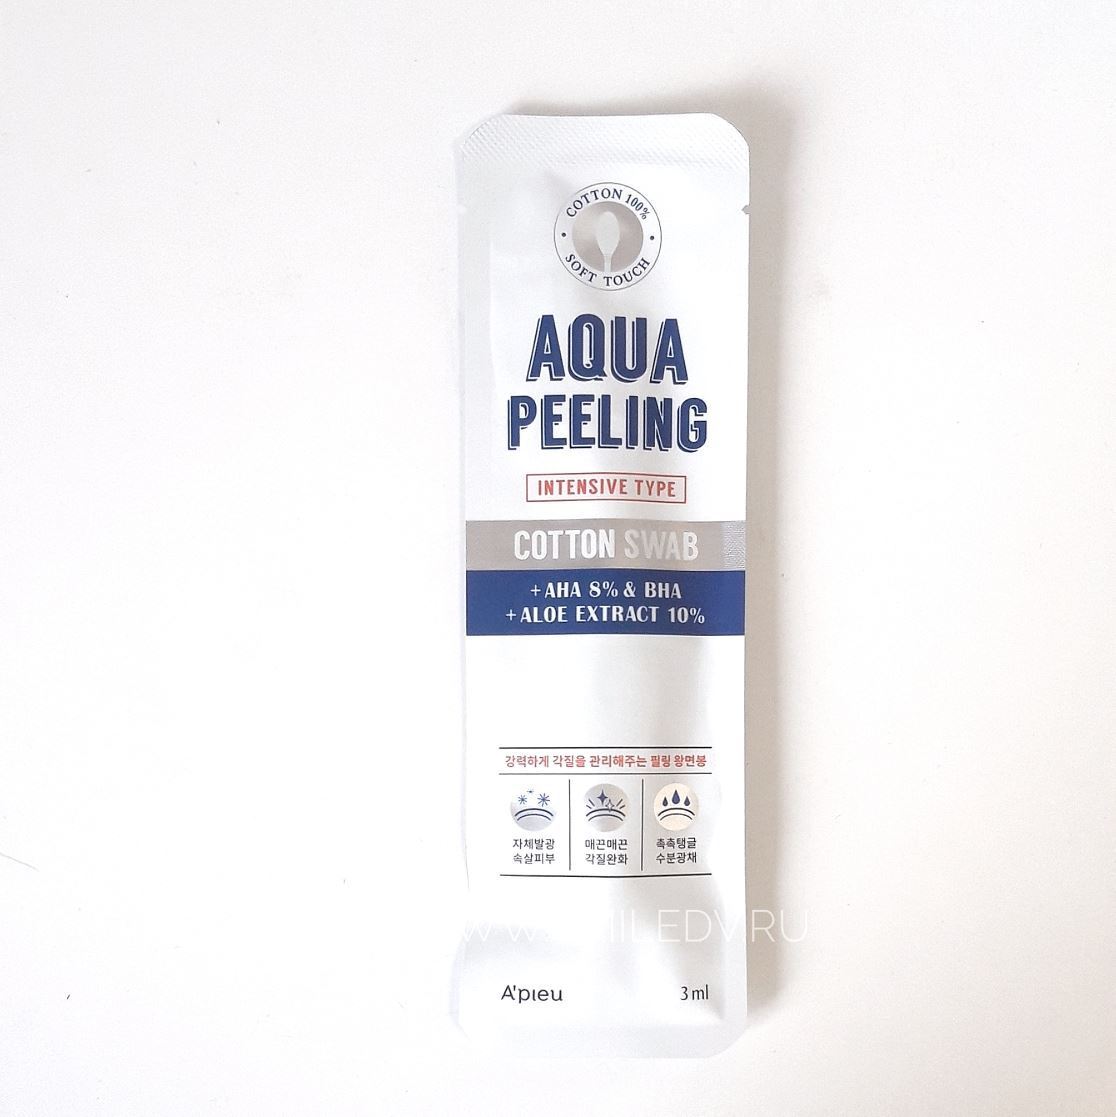 COTTON 100%
SOFT TOUCH
AQUA
PEELING
INTENSIVE TYPE
COTTON SWAB
+AHA 8% & BHA
+ALOE EXTRACT 10%
강력하게 각질을 관리해주는 필링 왕면봉
자체발광
속살피부
매끈매끈
각질완화
촉촉탱글
수분광채
A'pieu
3ml